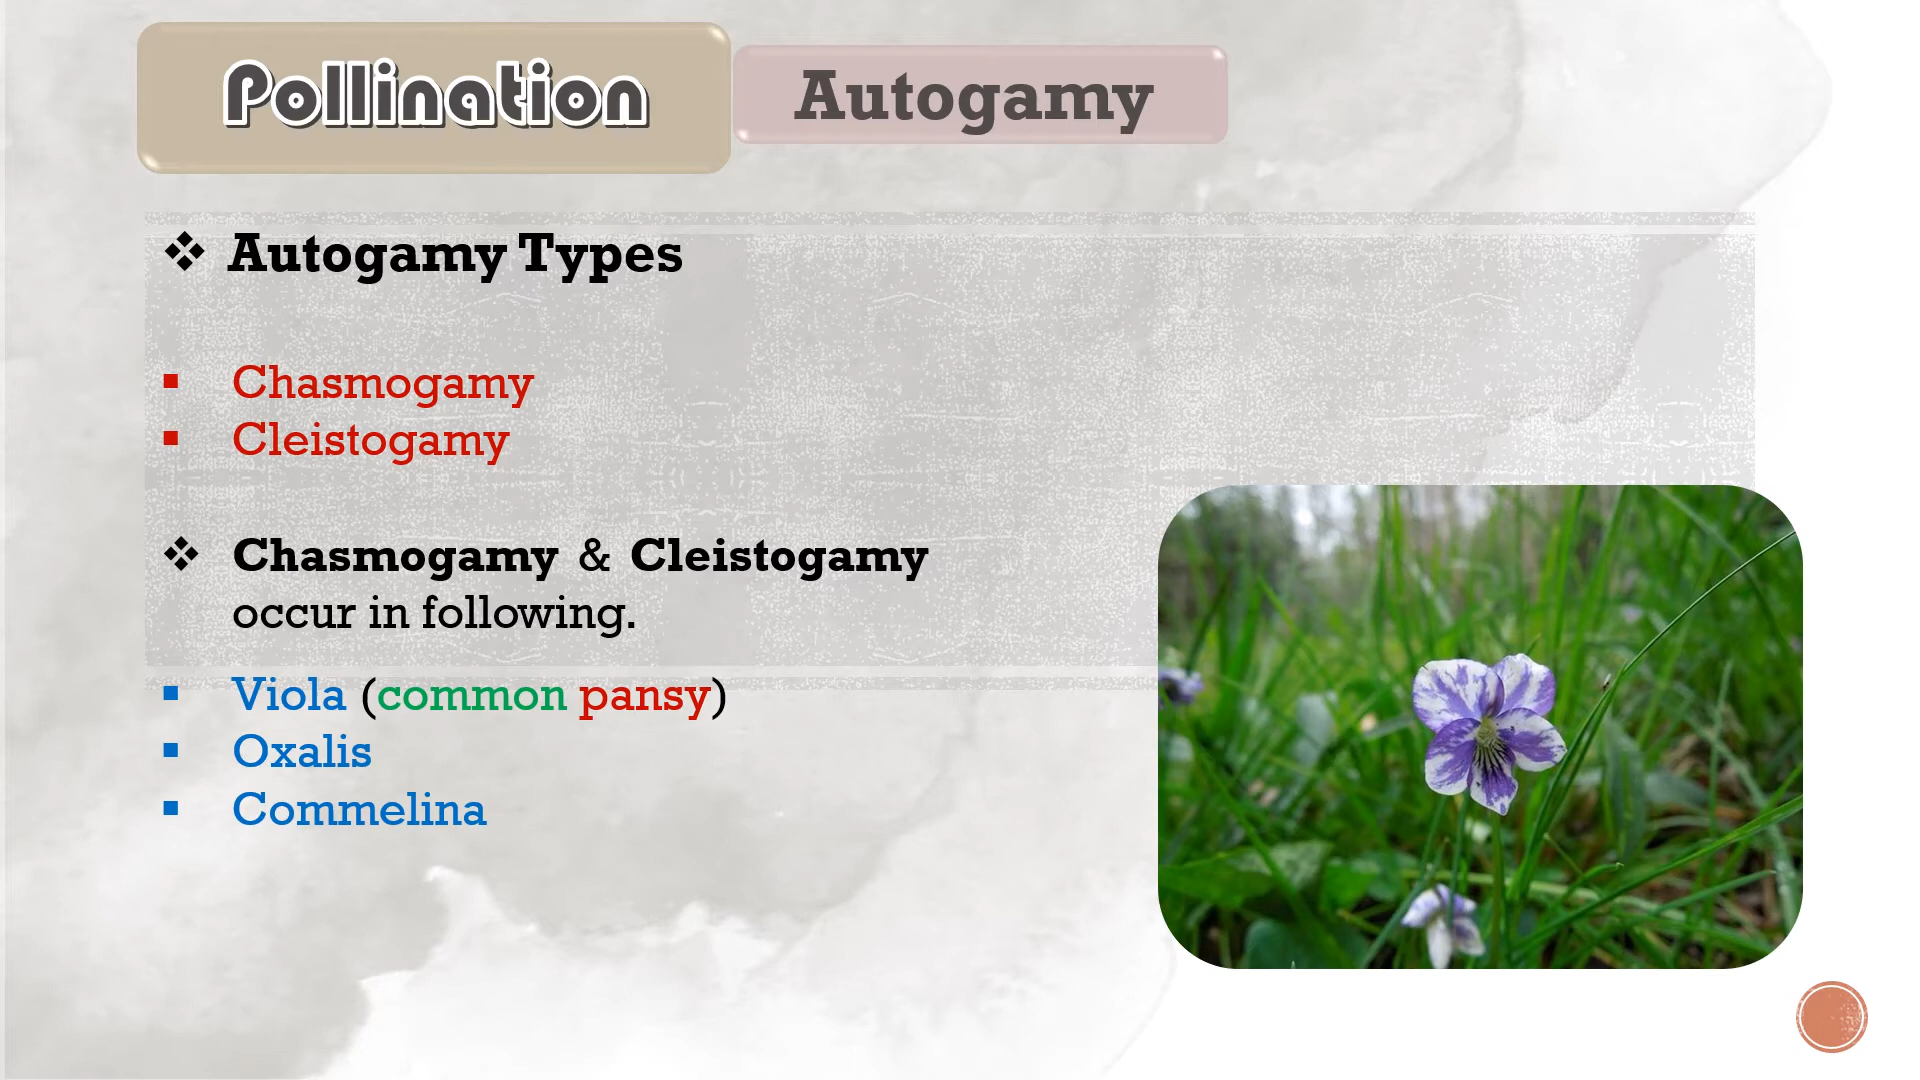 Pollination
Autogamy
❖ Autogamy Types
▪ Chasmogamy
▪ Cleistogamy
❖ Chasmogamy & Cleistogamy
occur in following.
▪ Viola (common pansy)
▪ Oxalis
▪ Commelina